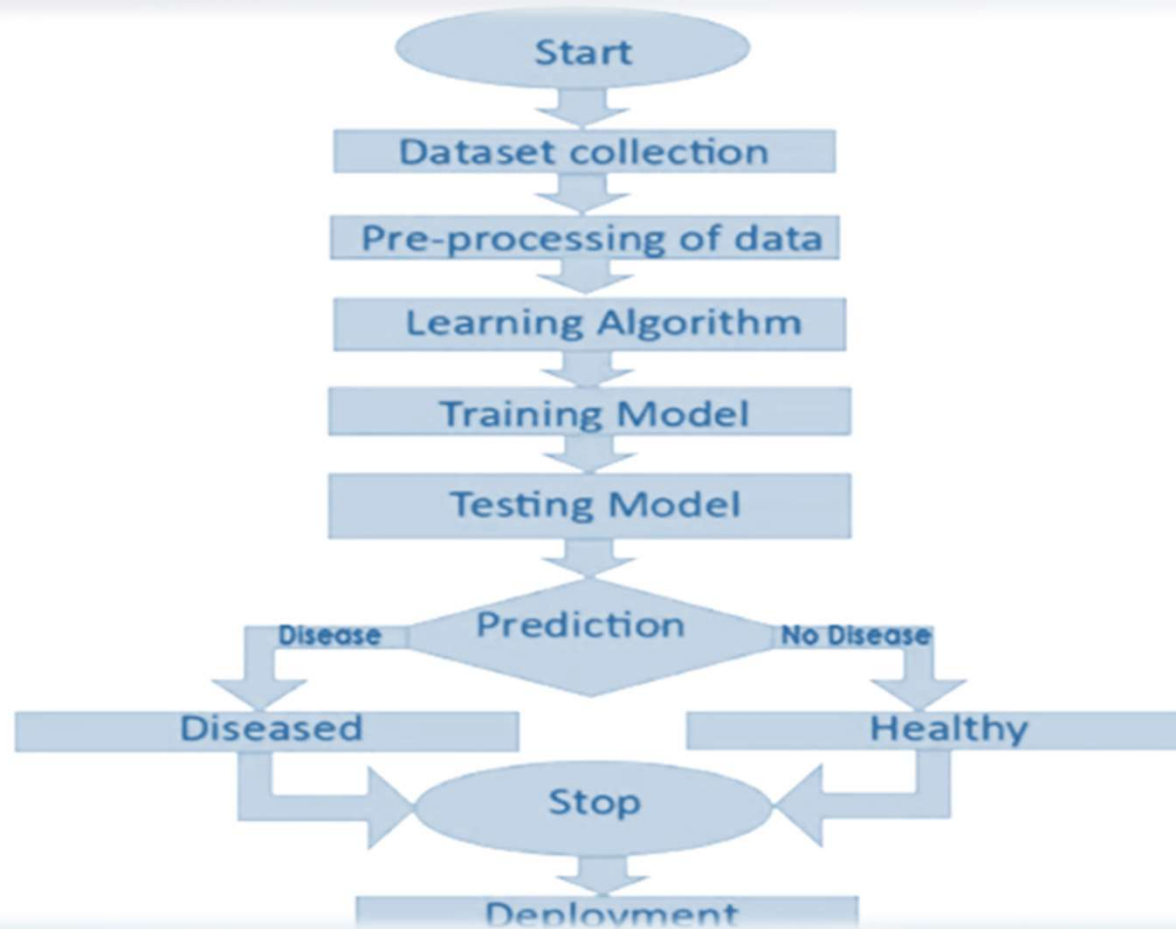 Start
Dataset collection
Pre-processing of data
Learning Algorithm
Training Model
Testing Model
Prediction
Disease
No Disease
Diseased
Healthy
Stop
Deployment